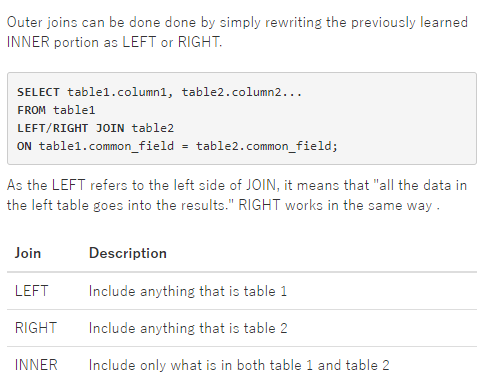 Outer joins can be done done by simply rewriting the previously learned
INNER portion as LEFT or RIGHT.
SELECT table1.column1, table2.column2...
FROM table1
LEFT/RIGHT JOIN table2
ON table1.common_field = table2.common_field;
As the LEFT refers to the left side of JOIN, it means that "all the data in
the left table goes into the results." RIGHT works in the same way .
Join Description
LEFT Include anything that is table 1
RIGHT Include anything that is table 2
INNER Include only what is in both table 1 and table 2